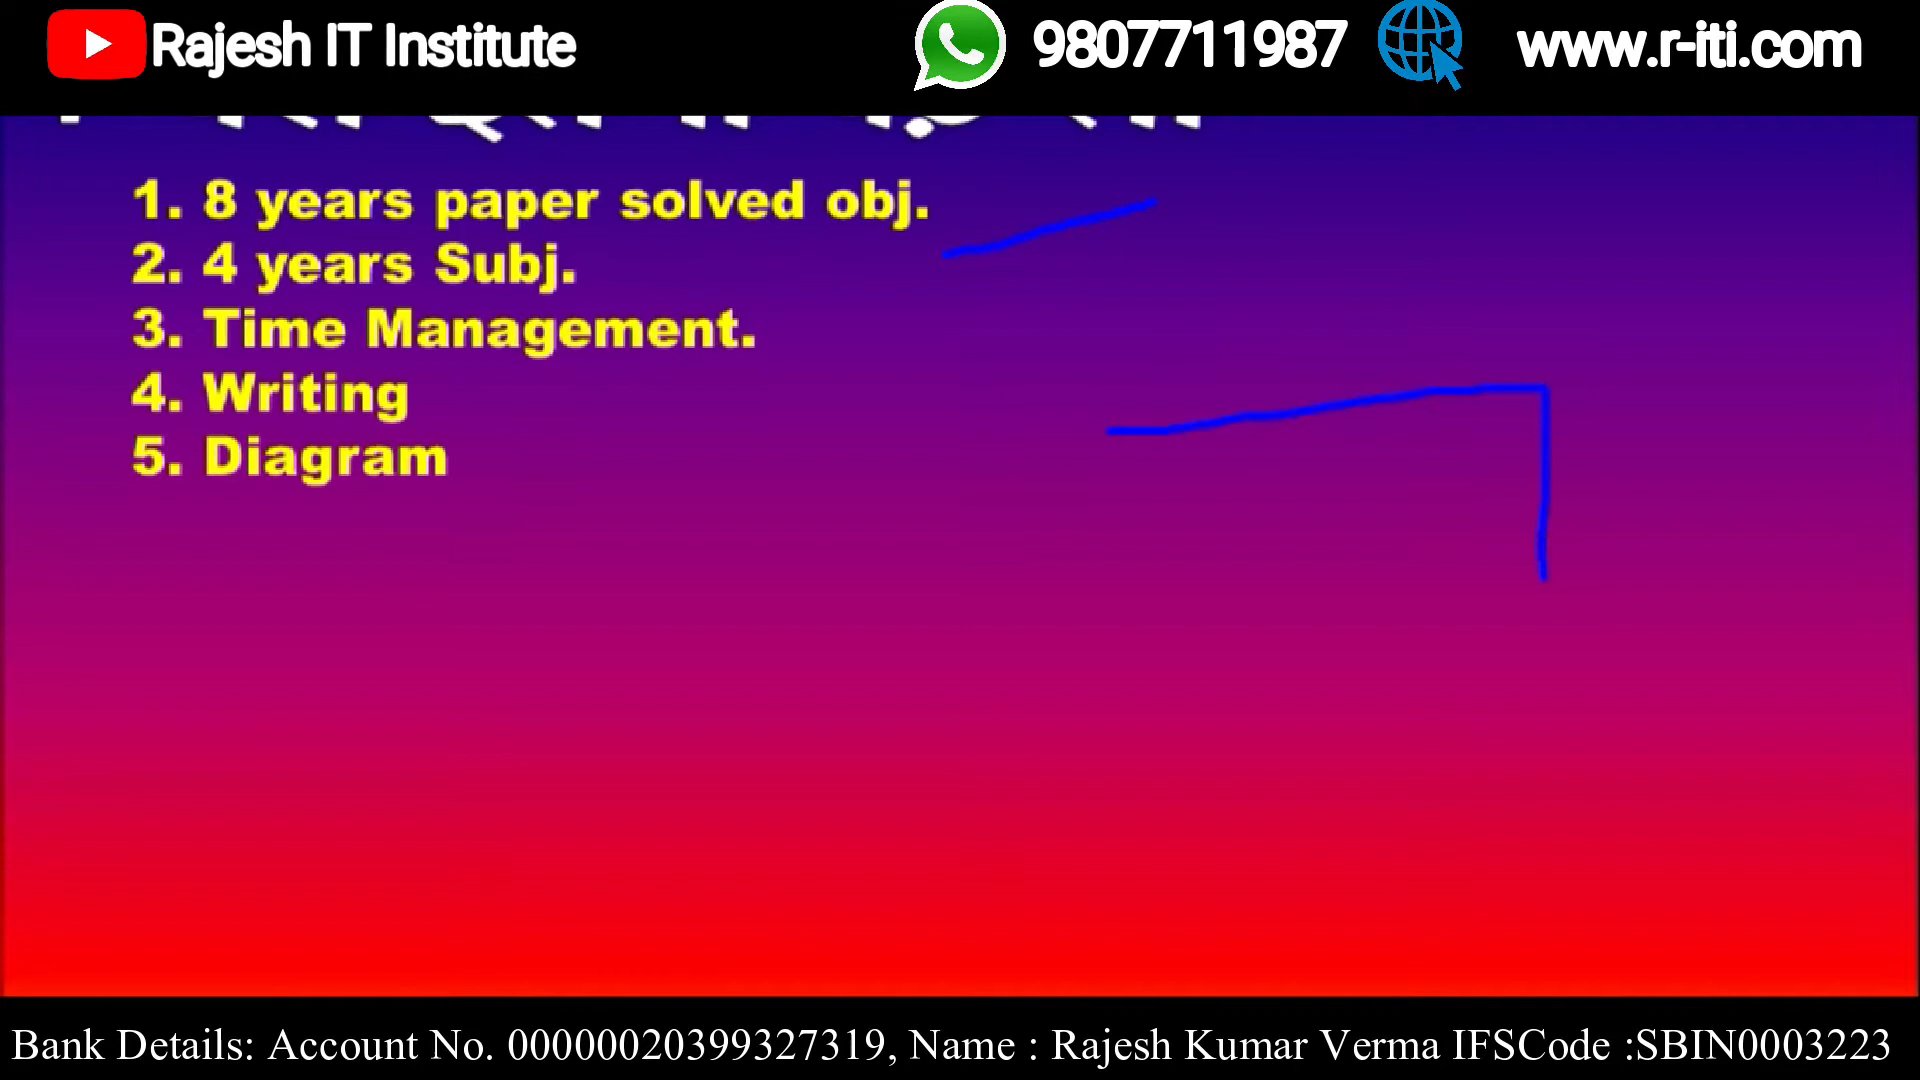 Rajesh IT Institute 9807711987 www.r-iti.com
1. 8 years paper solved obj.
2. 4 years Subj.
3. Time Management.
4. Writing
5. Diagram
Bank Details: Account No. 00000020399327319, Name : Rajesh Kumar Verma IFSCode :SBIN0003223